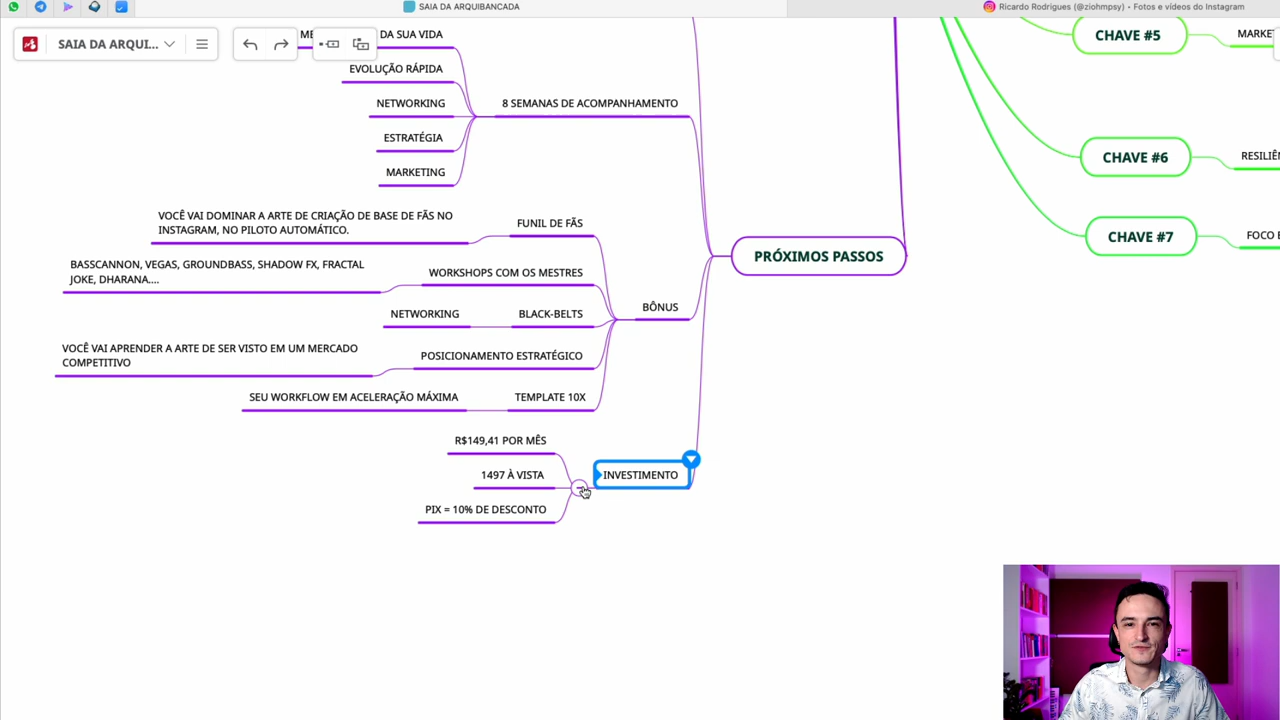 SAIA DA ARQUIBANCADA
Ricardo Rodrigues (@ziohmpsy) • Fotos e vídeos do Instagram
SAIA DA ARQUI...
DA SUA VIDA
EVOLUÇÃO RÁPIDA
NETWORKING
ESTRATÉGIA
MARKETING
8 SEMANAS DE ACOMPANHAMENTO
VOCÊ VAI DOMINAR A ARTE DE CRIAÇÃO DE BASE DE FÃS NO
INSTAGRAM, NO PILOTO AUTOMÁTICO.
FUNIL DE FÃS
BASSCANNON, VEGAS, GROUNDBASS, SHADOW FX, FRACTAL
JOKE, DHARANA....
WORKSHOPS COM OS MESTRES
NETWORKING
BLACK-BELTS
VOCÊ VAI APRENDER A ARTE DE SER VISTO EM UM MERCADO
COMPETITIVO
POSICIONAMENTO ESTRATÉGICO
SEU WORKFLOW EM ACELERAÇÃO MÁXIMA
TEMPLATE 10X
BÔNUS
R$149,41 POR MÊS
1497 À VISTA
PIX = 10% DE DESCONTO
INVESTIMENTO
PRÓXIMOS PASSOS
CHAVE #5
CHAVE #6
CHAVE #7
FOCO